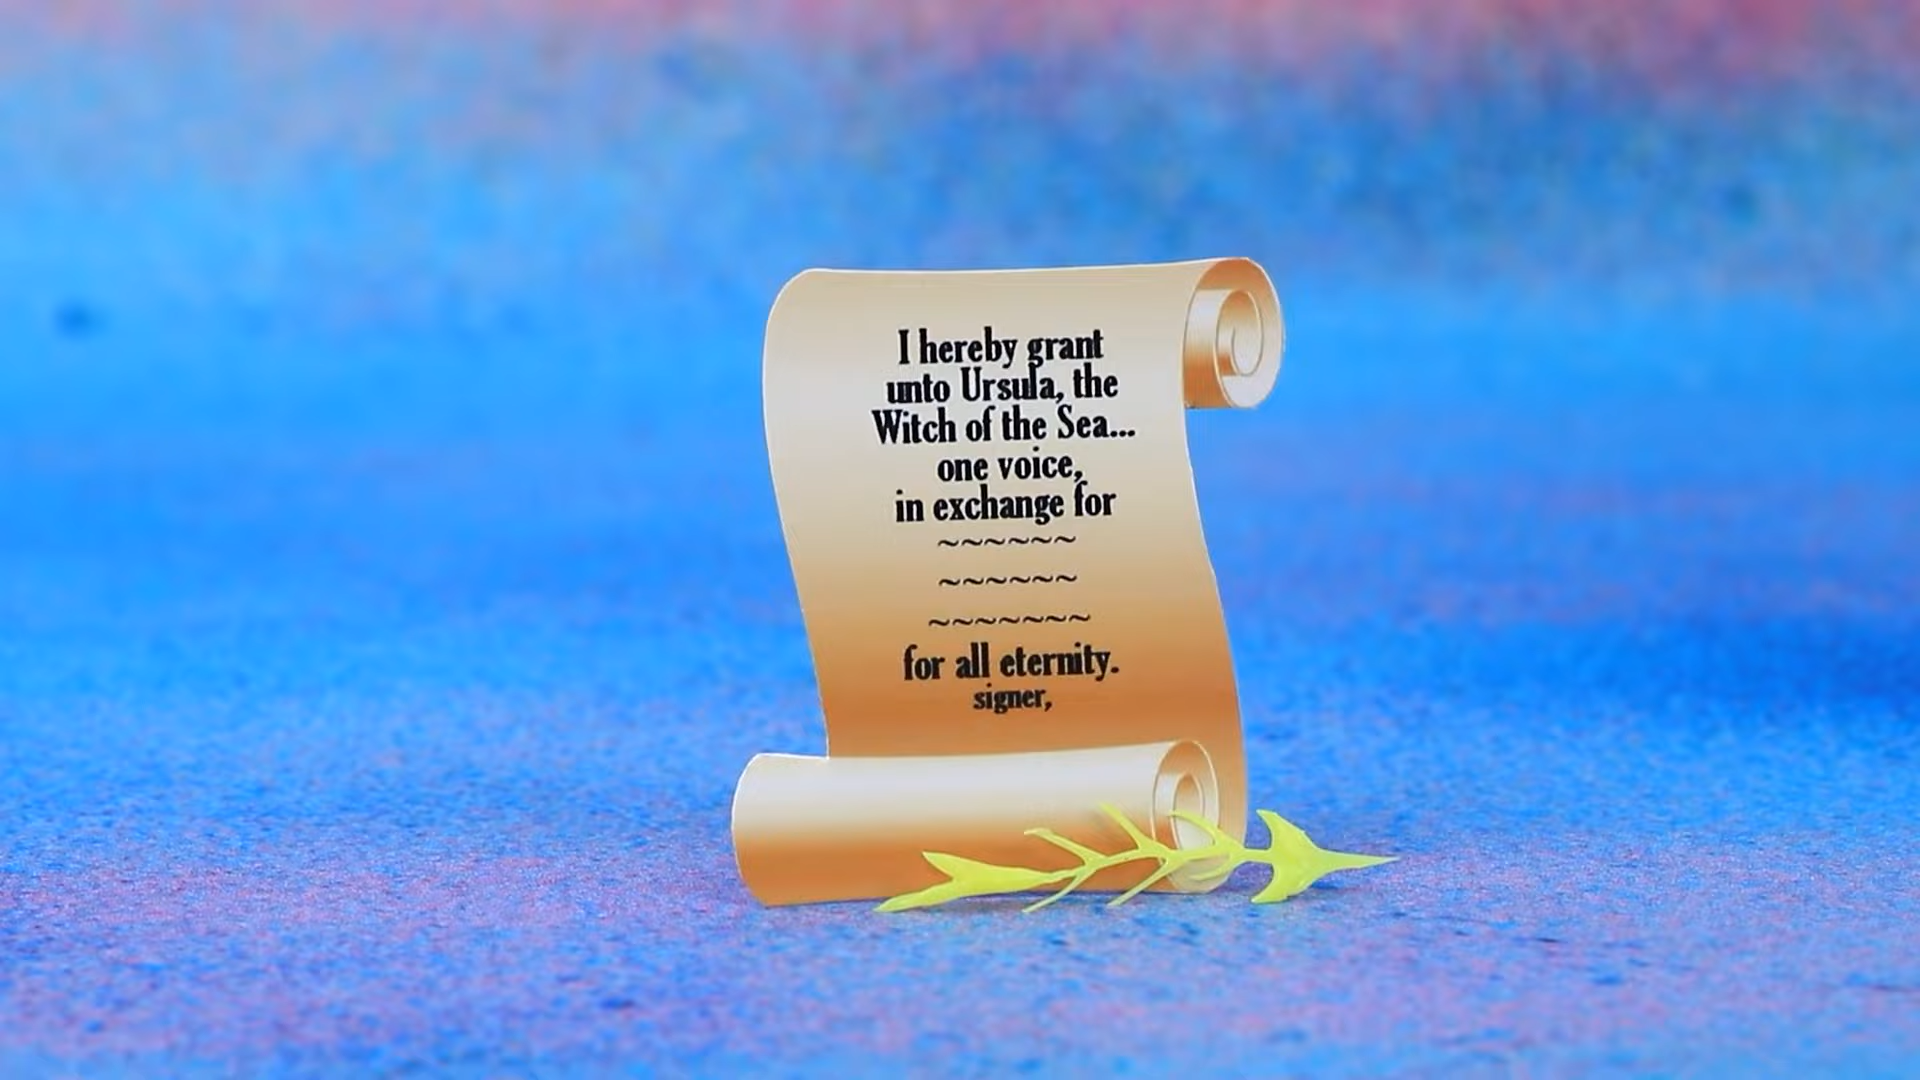 I hereby grant
unto Ursula, the
Witch of the Sea...
one voice,
in exchange for
~~~~~~
~~~~~~
~~~~~~~
for all eternity.
signer,